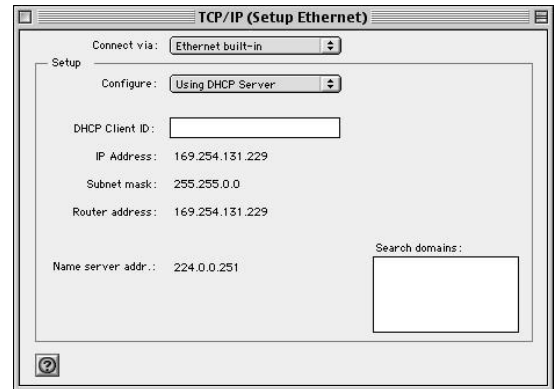 TCP/IP (Setup Ethernet)
Connect via: Ethernet built-in
Setup
Configure: Using DHCP Server
DHCP Client ID:
IP Address: 169.254.131.229
Subnet mask: 255.255.0.0
Router address: 169.254.131.229
Search domains:
Name server addr.: 224.0.0.251
?